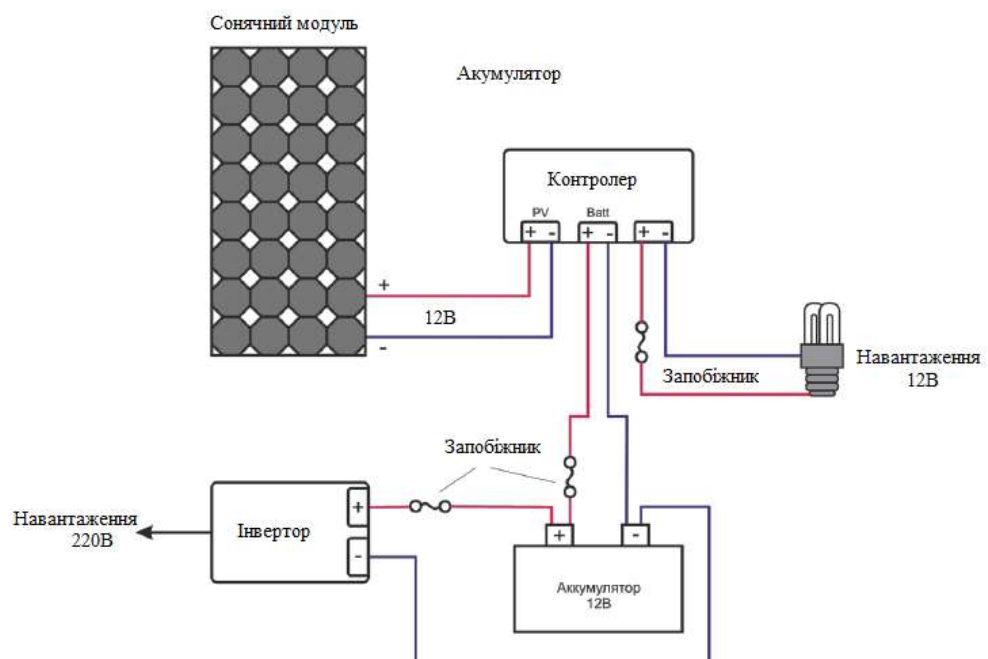 Сонячний модуль
Акумулятор
Контролер
PV
Batt
+ -
+ -
+ -
+
12В
-
Запобіжник
Навантаження
12В
Запобіжник
Навантаження
220В
Інвертор
+
-
+
-
Аккумулятор
12В